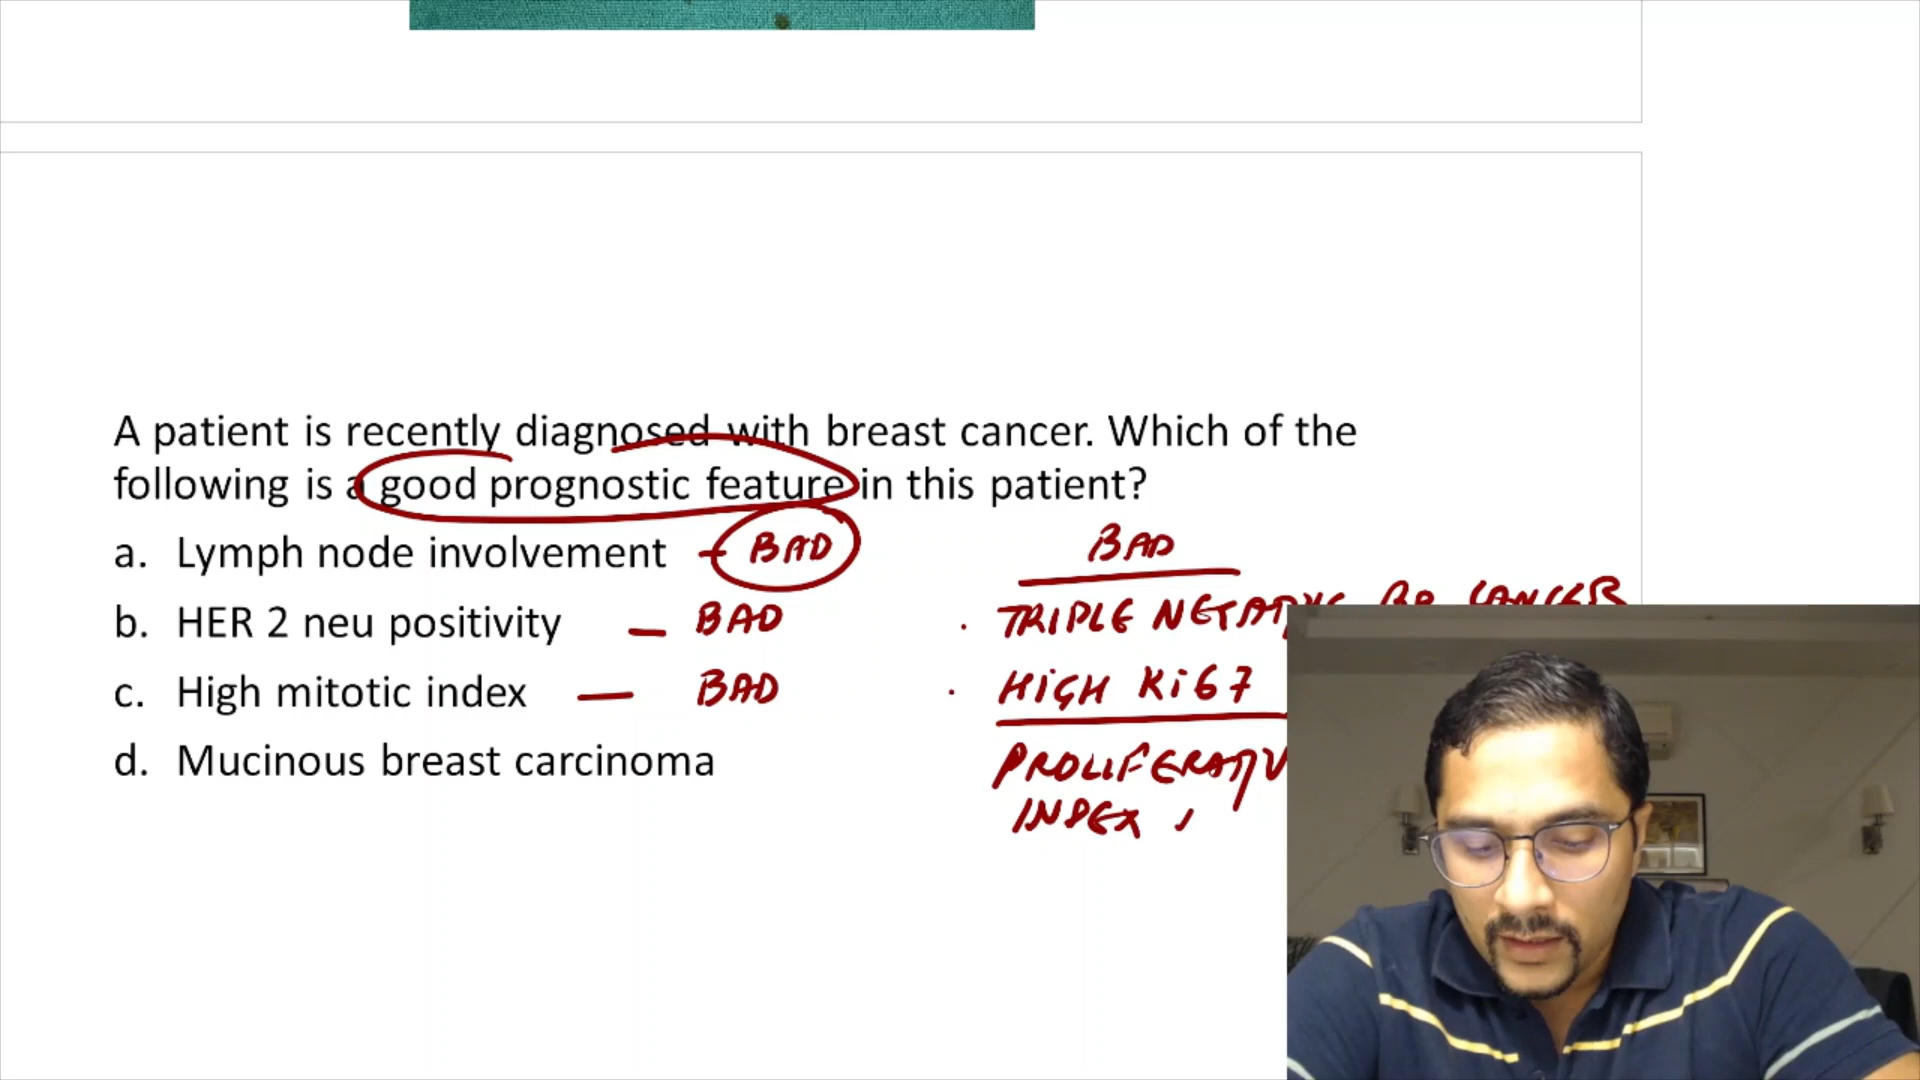 A patient is recently diagnosed with breast cancer. Which of the
following is a good prognostic feature in this patient?
a. Lymph node involvement - BAD
b. HER 2 neu positivity - BAD
c. High mitotic index - BAD
d. Mucinous breast carcinoma
BAD
. TRIPLE BR CANCER
. HIGH Ki67
INDEX ,